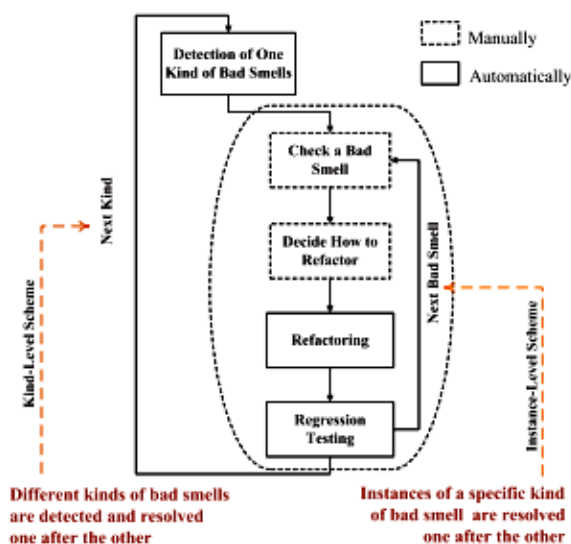 Detection of One
Kind of Bad Smells
Manually
Automatically
Check a Bad
Smell
Decide How to
Refactor
Refactoring
Regression
Testing
Next Kind
Next Bad Smell
Kind-Level Scheme
Instance-Level Scheme
Different kinds of bad smells
are detected and resolved
one after the other
Instances of a specific kind
of bad smell are resolved
one after the other